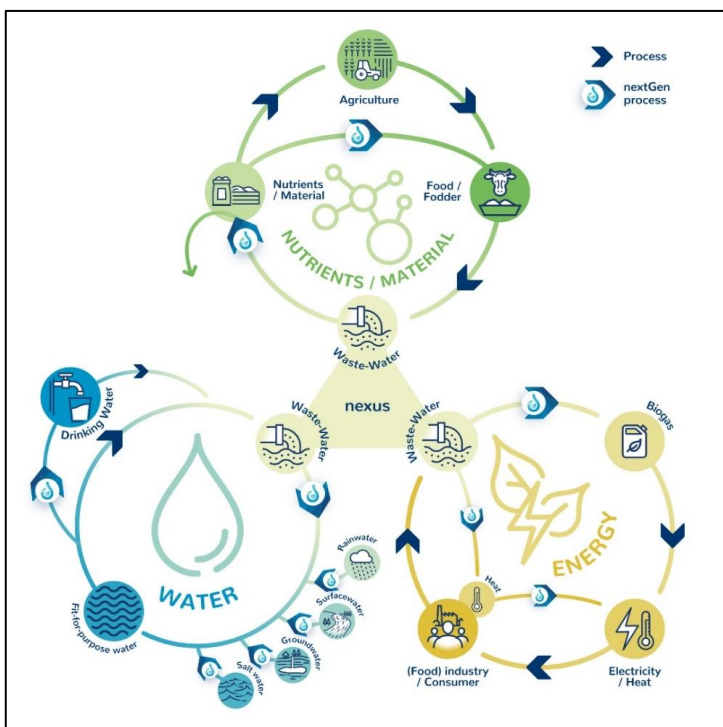 Process
nextGen
process
Agriculture
Nutrients
/ Material
Food /
Fodder
NUTRIENTS / MATERIAL
Waste-Water
nexus
Drinking Water
Waste-Water
WATER
Fit-for-purpose water
Rainwater
Surfacewater
Groundwater
Salt water
Waste-Water
Biogas
ENERGY
Heat
(Food) industry
/ Consumer
Electricity
/ Heat